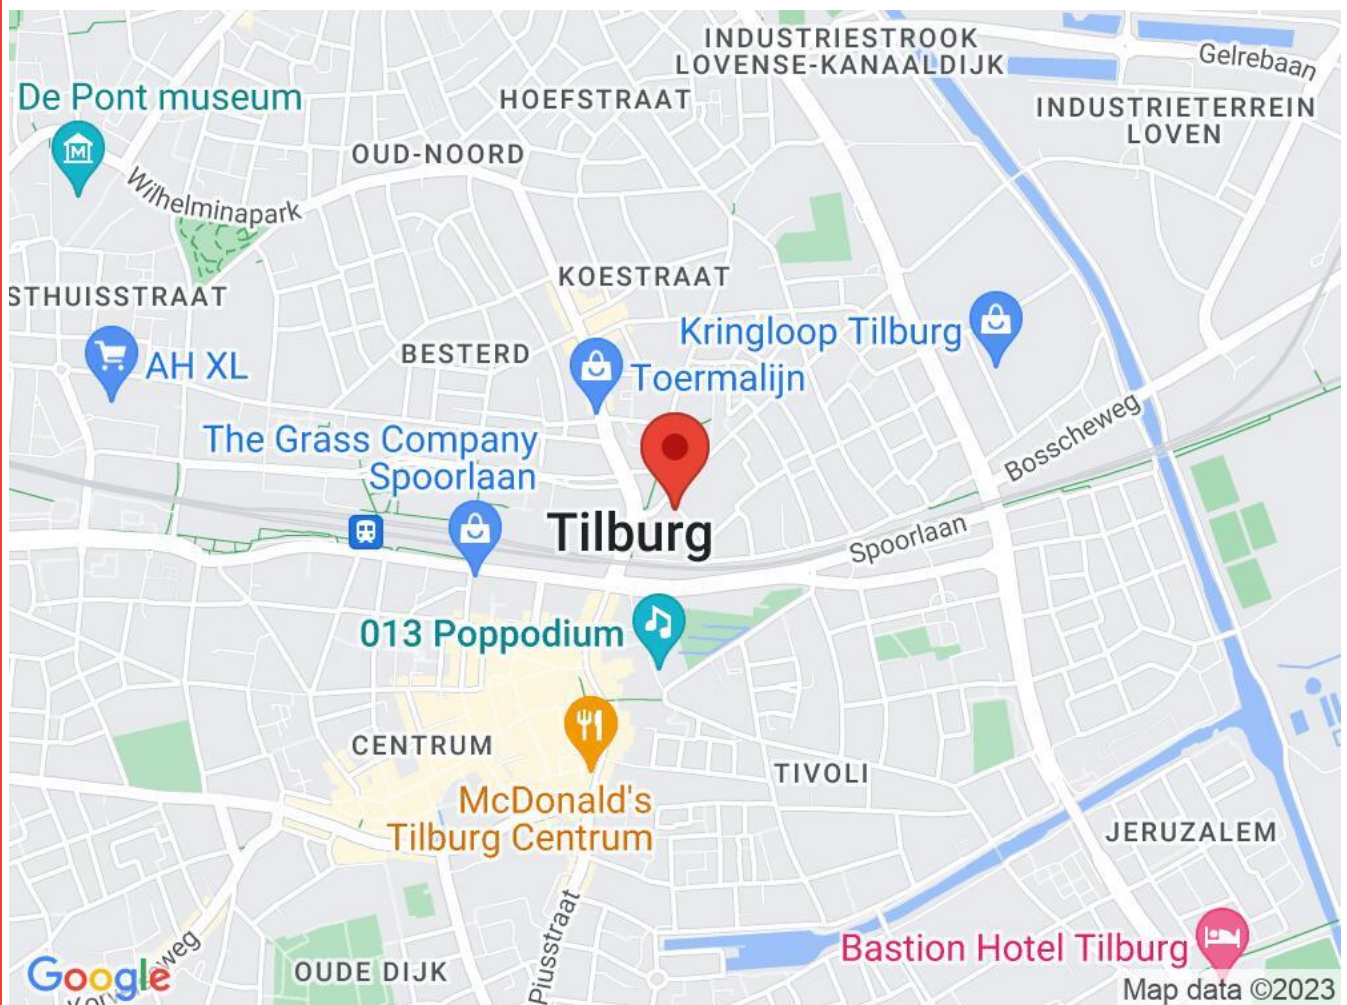 INDUSTRIESTROOK
LOVENSE-KANAALDIJK
Gelrebaan
De Pont museum
HOEFSTRAAT
INDUSTRIETERREIN
LOVEN
OUD-NOORD
Wilhelminapark
KOESTRAAT
STHUISSTRAAT
Kringloop Tilburg
BESTERD
AH XL
Toermalijn
Bosscheweg
The Grass Company
Spoorlaan
Tilburg
Spoorlaan
013 Poppodium
CENTRUM
TIVOLI
McDonald's
Tilburg Centrum
JERUZALEM
Piusstraat
Bastion Hotel Tilburg
OUDE DIJK
Google
Map data ©2023